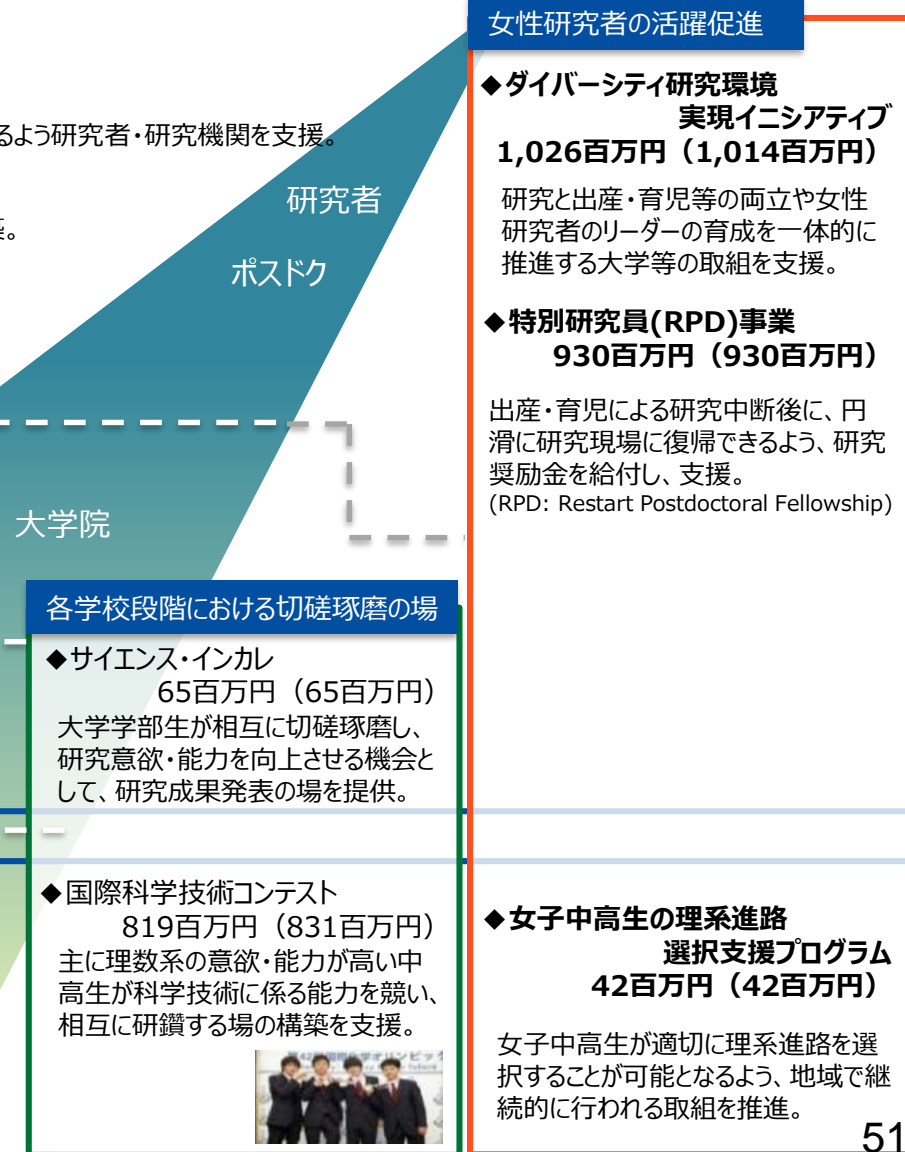 女性研究者の活躍促進
◆ダイバーシティ研究環境
実現イニシアティブ
1,026百万円（1,014百万円）
研究と出産・育児等の両立や女性
研究者のリーダーの育成を一体的に
推進する大学等の取組を支援。
◆特別研究員(RPD)事業
930百万円（930百万円）
出産・育児による研究中断後に、円
滑に研究現場に復帰できるよう、研究
奨励金を給付し、支援。
(RPD: Restart Postdoctoral Fellowship)
るよう研究者・研究機関を支援。
研究者
築。
ポスドク
大学院
各学校段階における切磋琢磨の場
◆サイエンス・インカレ
65百万円（65百万円）
大学学部生が相互に切磋琢磨し、
研究意欲・能力を向上させる機会と
して、研究成果発表の場を提供。
◆国際科学技術コンテスト
819百万円（831百万円）
主に理数系の意欲・能力が高い中
高生が科学技術に係る能力を競い、
相互に研鑽する場の構築を支援。
◆女子中高生の理系進路
選択支援プログラム
42百万円（42百万円）
女子中高生が適切に理系進路を選
択することが可能となるよう、地域で継
続的に行われる取組を推進。
51